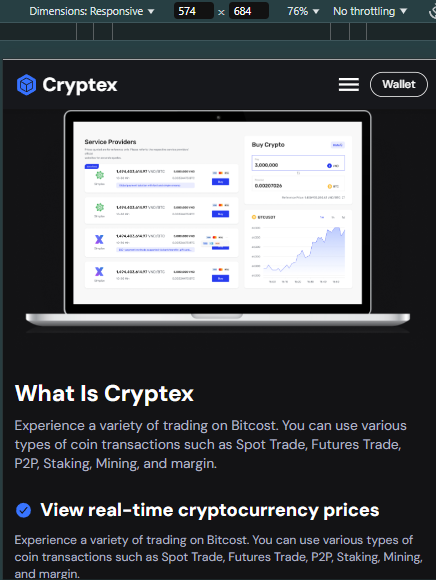 Dimensions: Responsive
574 x 684
76%
No throttling
Cryptex
Wallet
Service Providers
Buy Crypto
3,000,000
0.00207026
What Is Cryptex
Experience a variety of trading on Bitcost. You can use various
types of coin transactions such as Spot Trade, Futures Trade,
P2P, Staking, Mining, and margin.
View real-time cryptocurrency prices
Experience a variety of trading on Bitcost. You can use various types of
coin transactions such as Spot Trade, Futures Trade, P2P, Staking, Mining,
and margin.